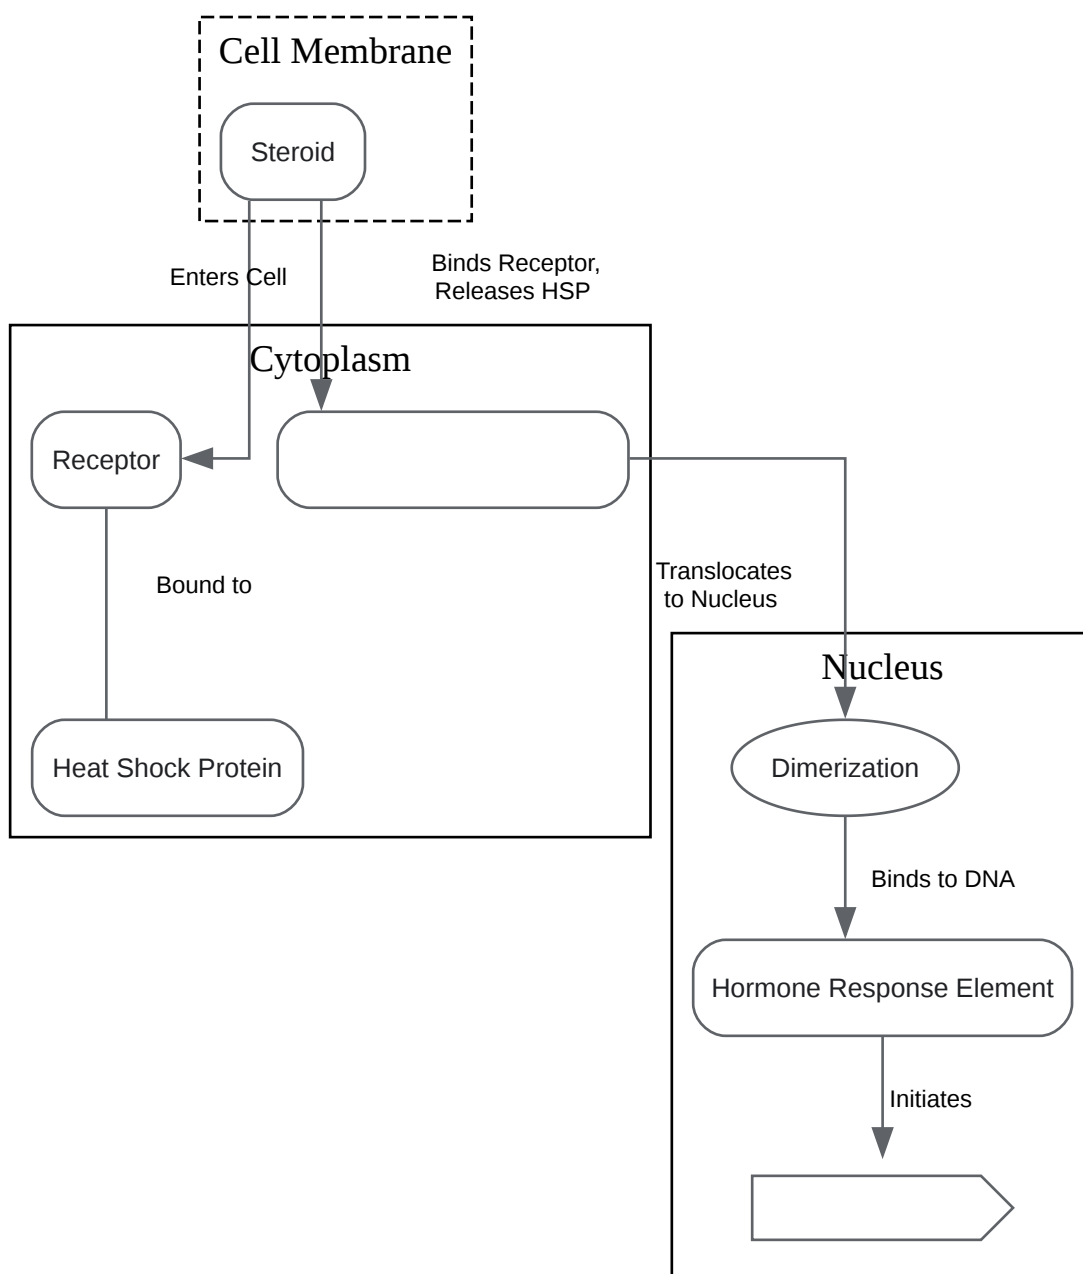 Cell Membrane
Steroid
Enters Cell
Binds Receptor,
Releases HSP
Cytoplasm
Receptor
Bound to
Translocates
to Nucleus
Heat Shock Protein
Nucleus
Dimerization
Binds to DNA
Hormone Response Element
Initiates